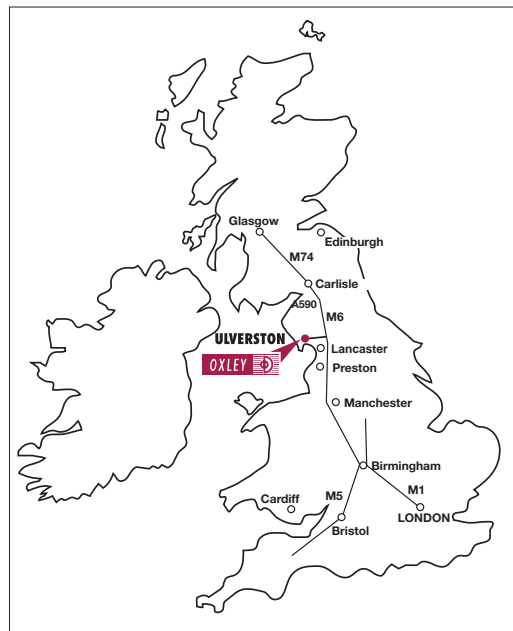 Glasgow
Edinburgh
M74
Carlisle
A590
M6
ULVERSTON
Lancaster
OXLEY
Preston
Manchester
Birmingham
M1
Cardiff
M5
LONDON
Bristol